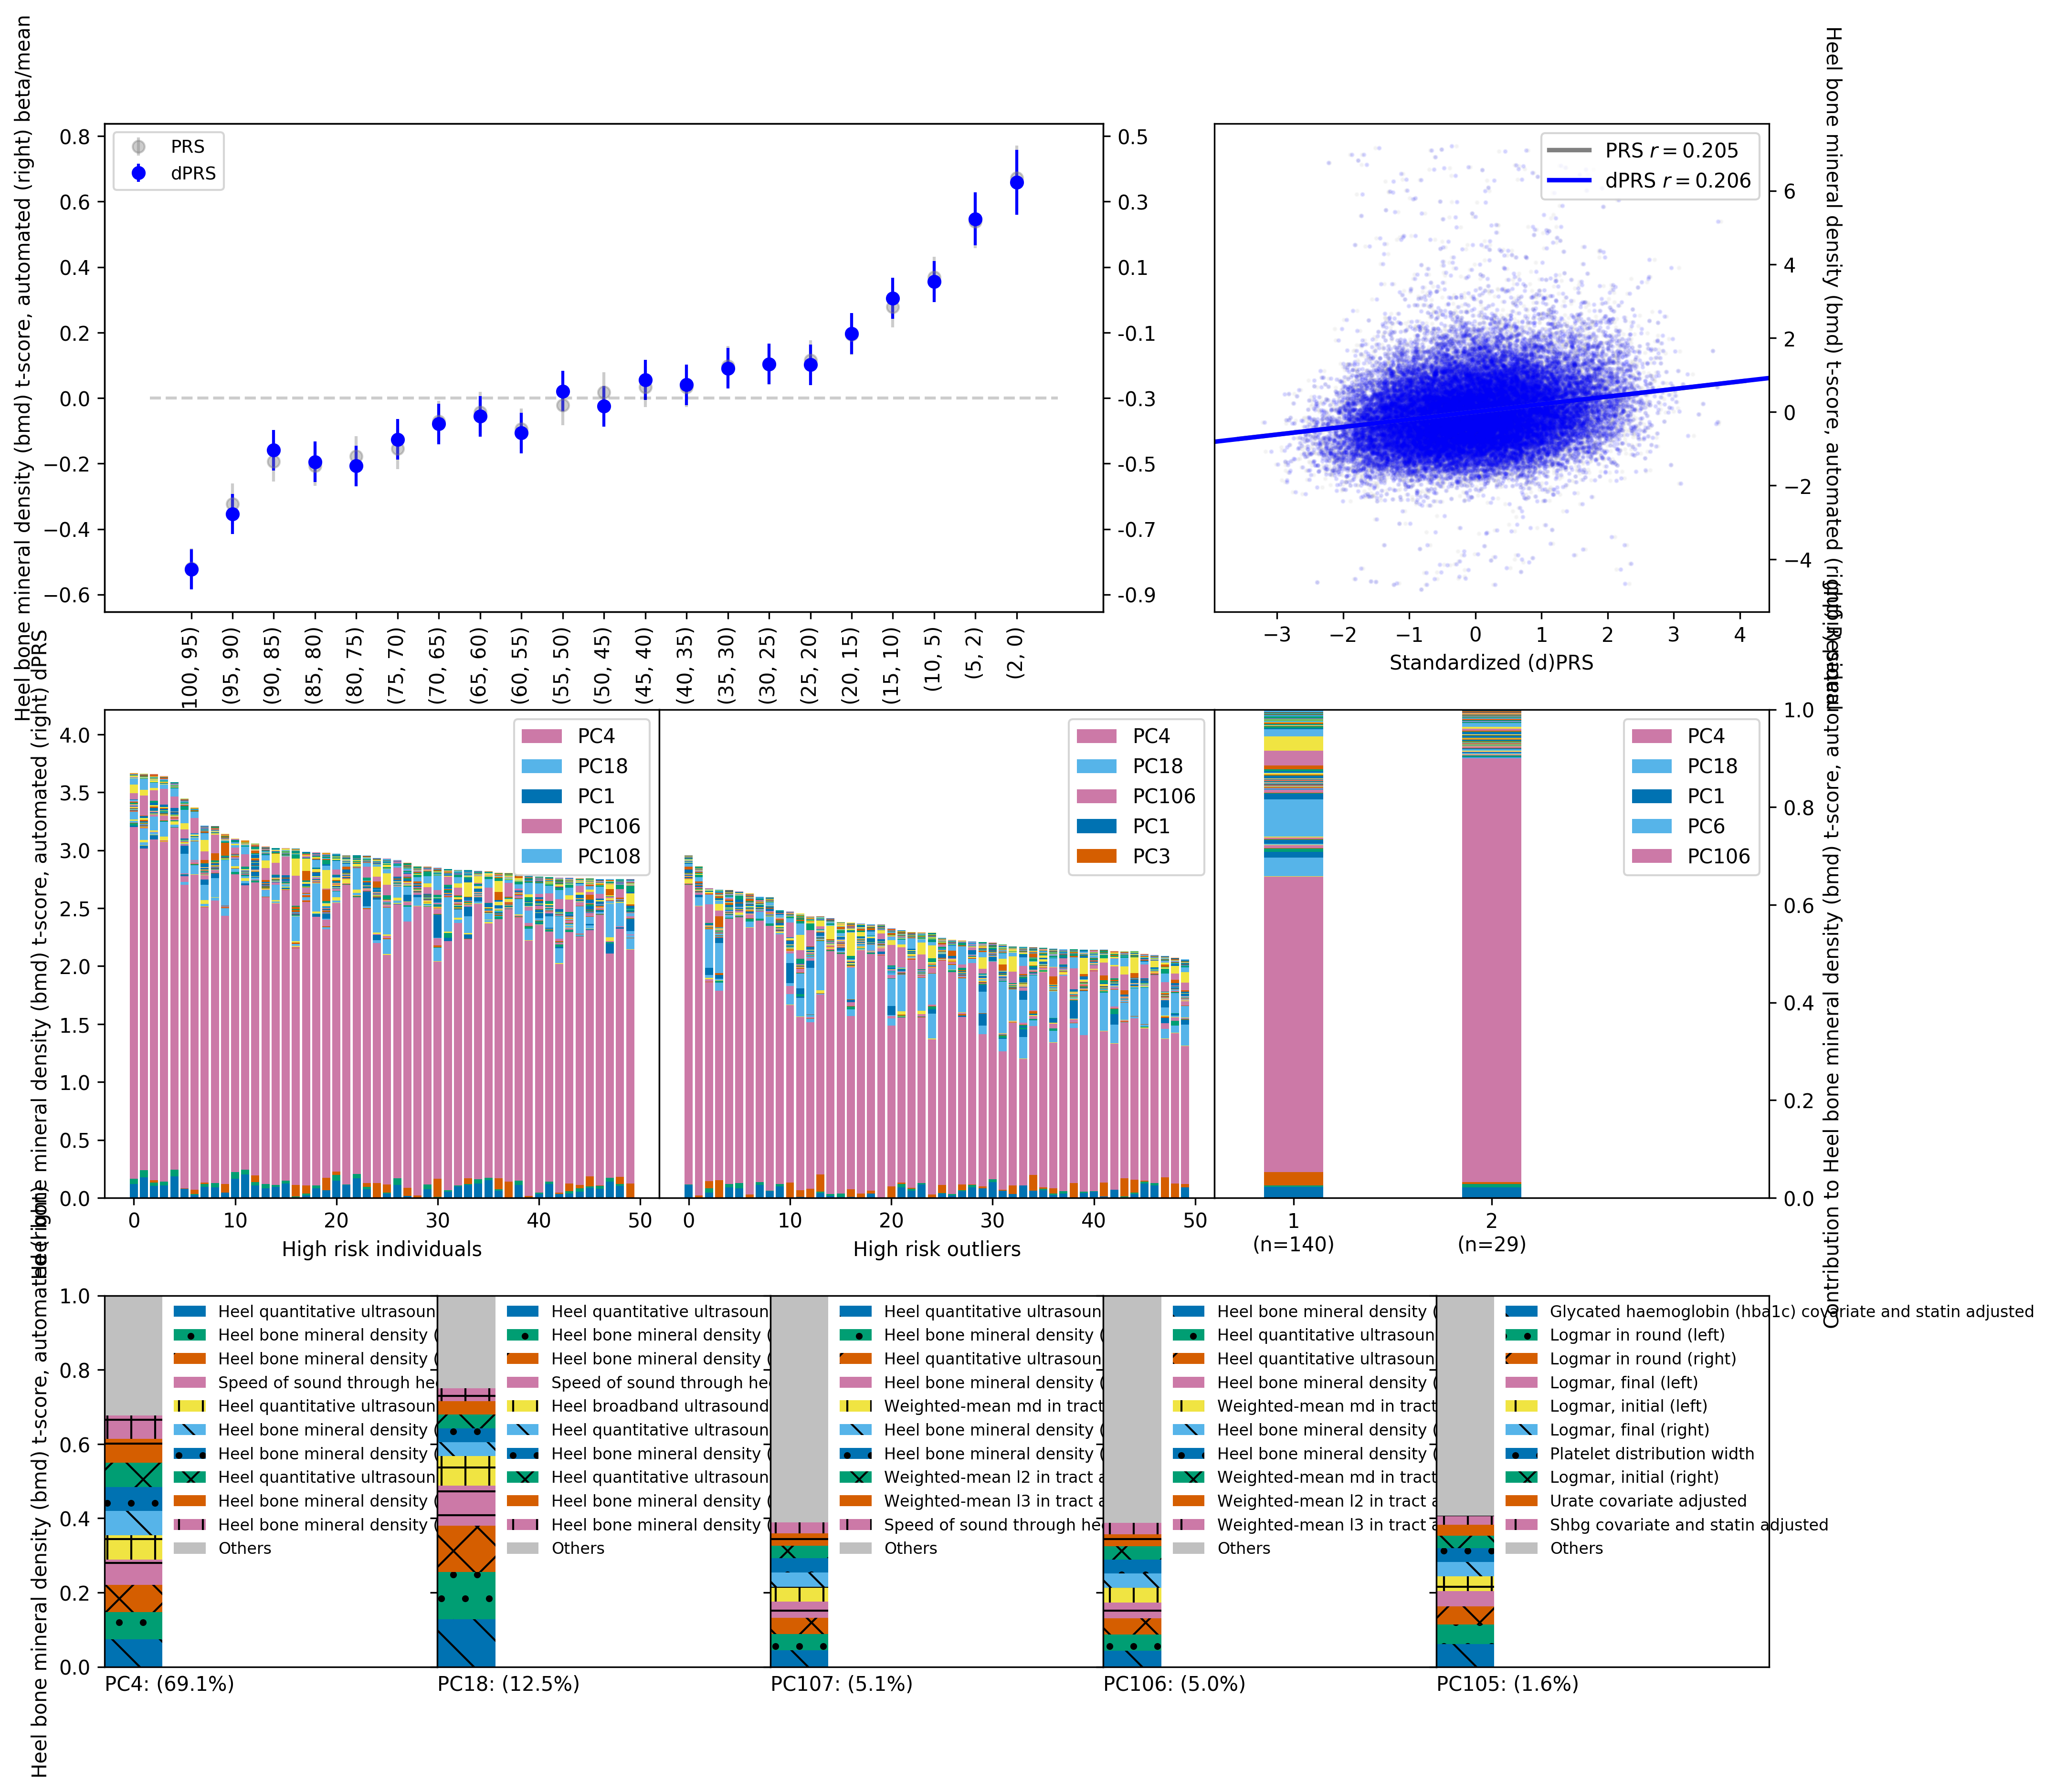 Heel bone mineral density (bmd) t-score, automated (right) beta/mean
0.8
0.6
0.4
0.2
0.0
−0.2
−0.4
−0.6
PRS
dPRS
0.5
0.3
0.1
-0.1
-0.3
-0.5
-0.7
-0.9
100, 95)
(95, 90)
(90, 85)
(85, 80)
(80, 75)
(75, 70)
(70, 65)
(65, 60)
(60, 55)
(55, 50)
(50, 45)
(45, 40)
(40, 35)
(35, 30)
(30, 25)
(25, 20)
(20, 15)
(15, 10)
(10, 5)
(5, 2)
(2, 0)
PRS r = 0.205
dPRS r = 0.206
6
4
2
0
−2
−4
−3
−2
−1
0
1
2
3
4
Standardized (d)PRS
Heel bone mineral density (bmd) t-score, automated (right)
Heel bone mineral density (bmd) t-score, automated (right) dPRS
4.0
3.5
3.0
2.5
2.0
1.5
1.0
0.5
0.0
PC4
PC18
PC1
PC106
PC108
0
10
20
30
40
50
High risk individuals
PC4
PC18
PC106
PC1
PC3
0
10
20
30
40
50
High risk outliers
PC4
PC18
PC1
PC6
PC106
1
(n=140)
2
(n=29)
1.0
0.8
0.6
0.4
0.2
0.0
Contribution to Heel bone mineral density (bmd) t-score, automated
Heel bone mineral density (bmd) t-score, automated (right)
1.0
0.8
0.6
0.4
0.2
0.0
Heel quantitative ultrasoun
Heel bone mineral density (
Heel bone mineral density (
Speed of sound through he
Heel quantitative ultrasoun
Heel bone mineral density (
Heel bone mineral density (
Heel quantitative ultrasoun
Heel bone mineral density (
Heel bone mineral density (
Others
PC4: (69.1%)
Heel quantitative ultrasoun
Heel bone mineral density (
Heel bone mineral density (
Speed of sound through he
Heel broadband ultrasound
Heel quantitative ultrasoun
Heel bone mineral density (
Heel quantitative ultrasoun
Heel bone mineral density (
Heel bone mineral density (
Others
PC18: (12.5%)
Heel quantitative ultrasoun
Heel bone mineral density (
Heel quantitative ultrasoun
Heel bone mineral density (
Weighted-mean md in tract
Heel bone mineral density (
Heel bone mineral density (
Weighted-mean l2 in tract a
Weighted-mean l3 in tract a
Speed of sound through he
Others
PC107: (5.1%)
Heel bone mineral density (
Heel quantitative ultrasoun
Heel quantitative ultrasoun
Heel bone mineral density (
Weighted-mean md in tract
Heel bone mineral density (
Heel bone mineral density (
Weighted-mean md in tract
Weighted-mean l2 in tract a
Weighted-mean l3 in tract a
Others
PC106: (5.0%)
Glycated haemoglobin (hba1c) covariate and statin adjusted
Logmar in round (left)
Logmar in round (right)
Logmar, final (left)
Logmar, initial (left)
Logmar, final (right)
Platelet distribution width
Logmar, initial (right)
Urate covariate adjusted
Shbg covariate and statin adjusted
Others
PC105: (1.6%)